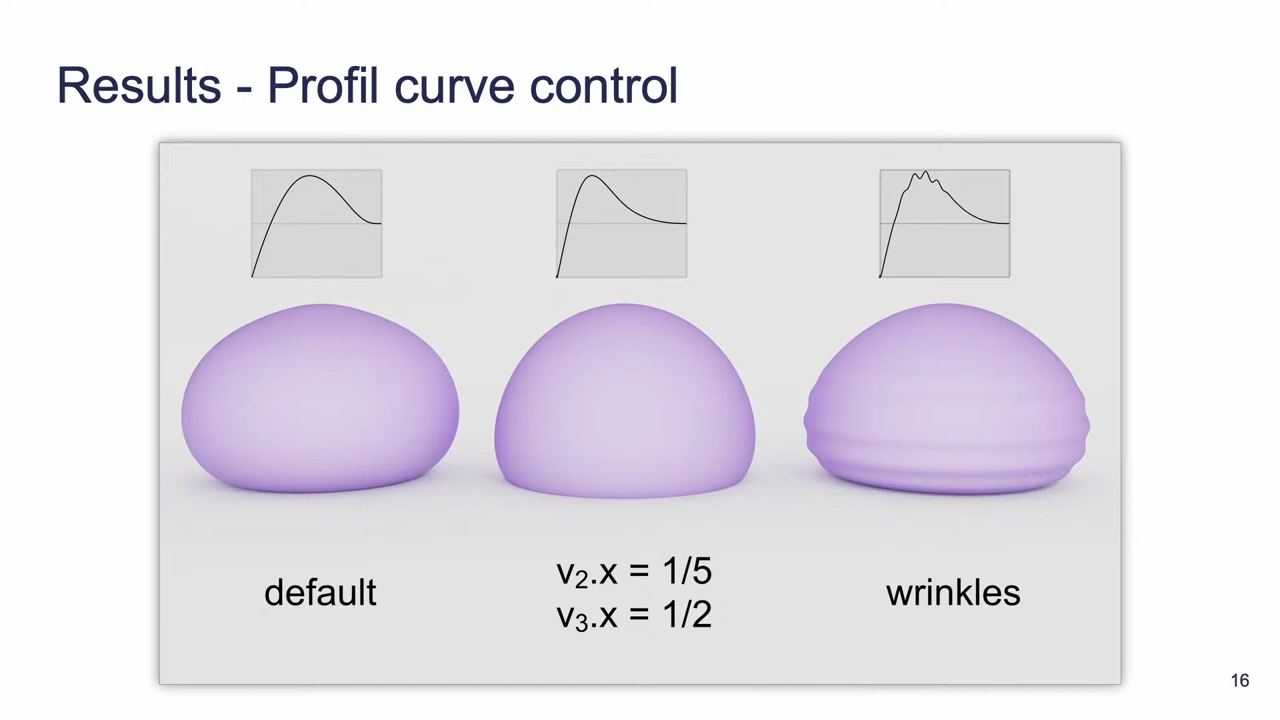 Results - Profil curve control
default
v₂.x = 1/5
v₃.x = 1/2
wrinkles
16